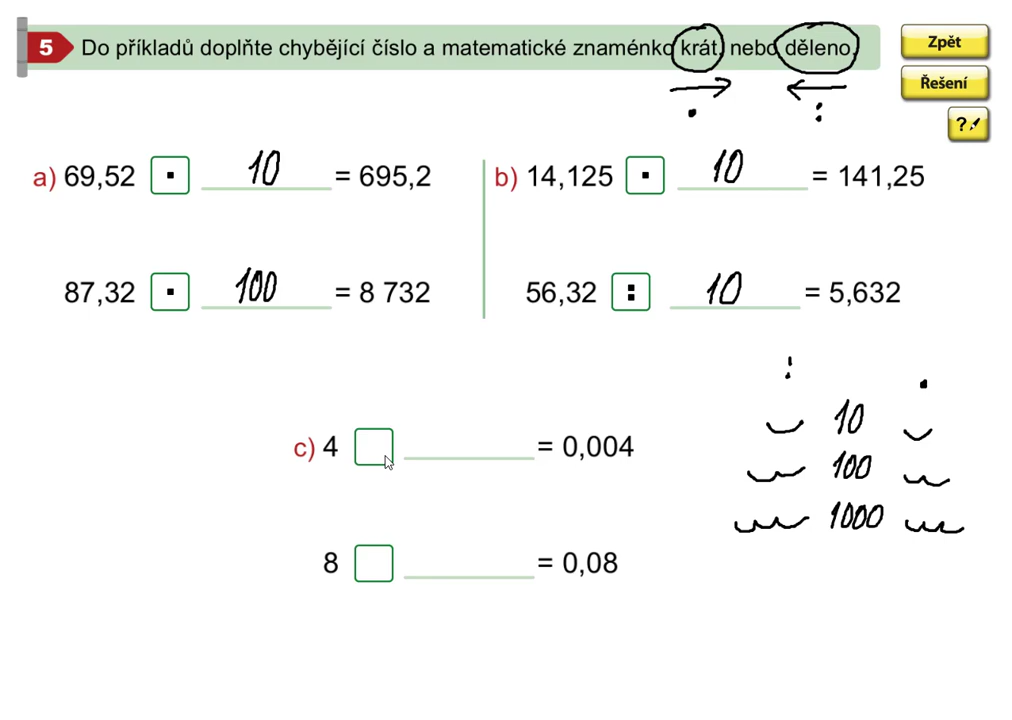 5 Do příkladů doplňte chybějící číslo a matematické znaménko krát, nebo děleno.
Zpět
Řešení
?
· :
a) 69,52 · 10 = 695,2
87,32 · 100 = 8 732
b) 14,125 · 10 = 141,25
56,32 : 10 = 5,632
c) 4 = 0,004
8 = 0,08
: ·
10
100
1000